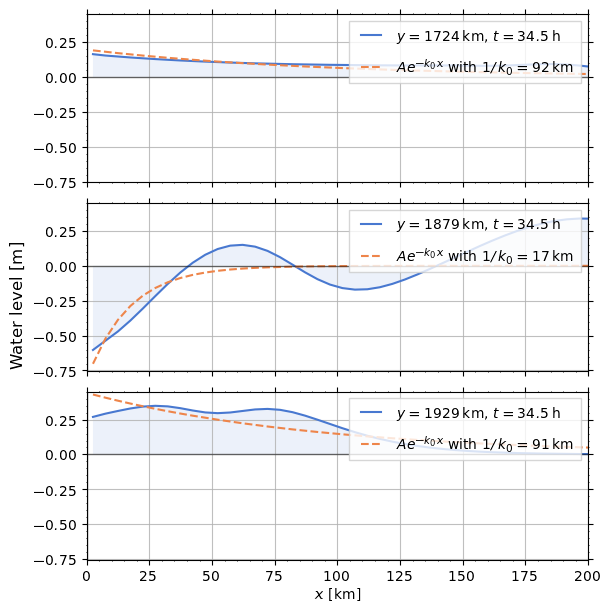 0.25
0.00
−0.25
−0.50
−0.75
y = 1724 km, t = 34.5 h
Ae^{−k₀x} with 1/k₀ = 92 km
0.25
0.00
−0.25
−0.50
−0.75
y = 1879 km, t = 34.5 h
Ae^{−k₀x} with 1/k₀ = 17 km
Water level [m]
0.25
0.00
−0.25
−0.50
−0.75
y = 1929 km, t = 34.5 h
Ae^{−k₀x} with 1/k₀ = 91 km
0 25 50 75 100 125 150 175 200
x [km]